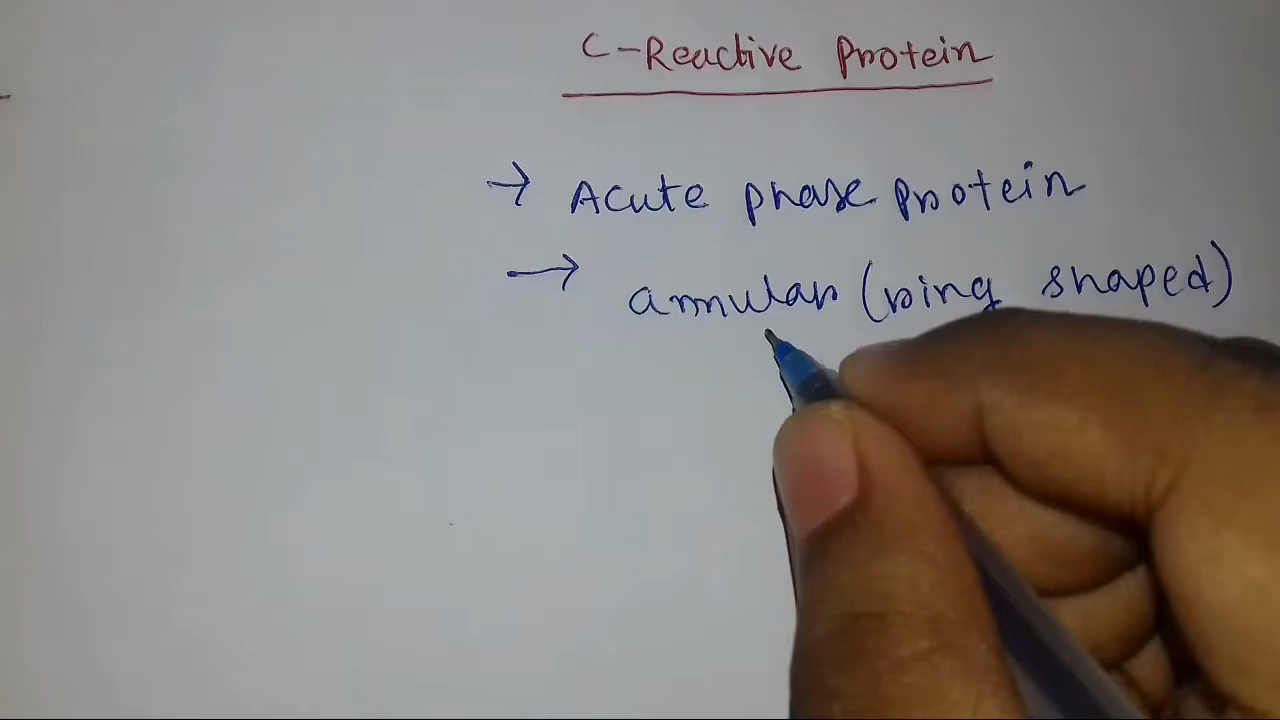 C-Reactive Protein
→ Acute phase protein
→ annular (ring shaped)